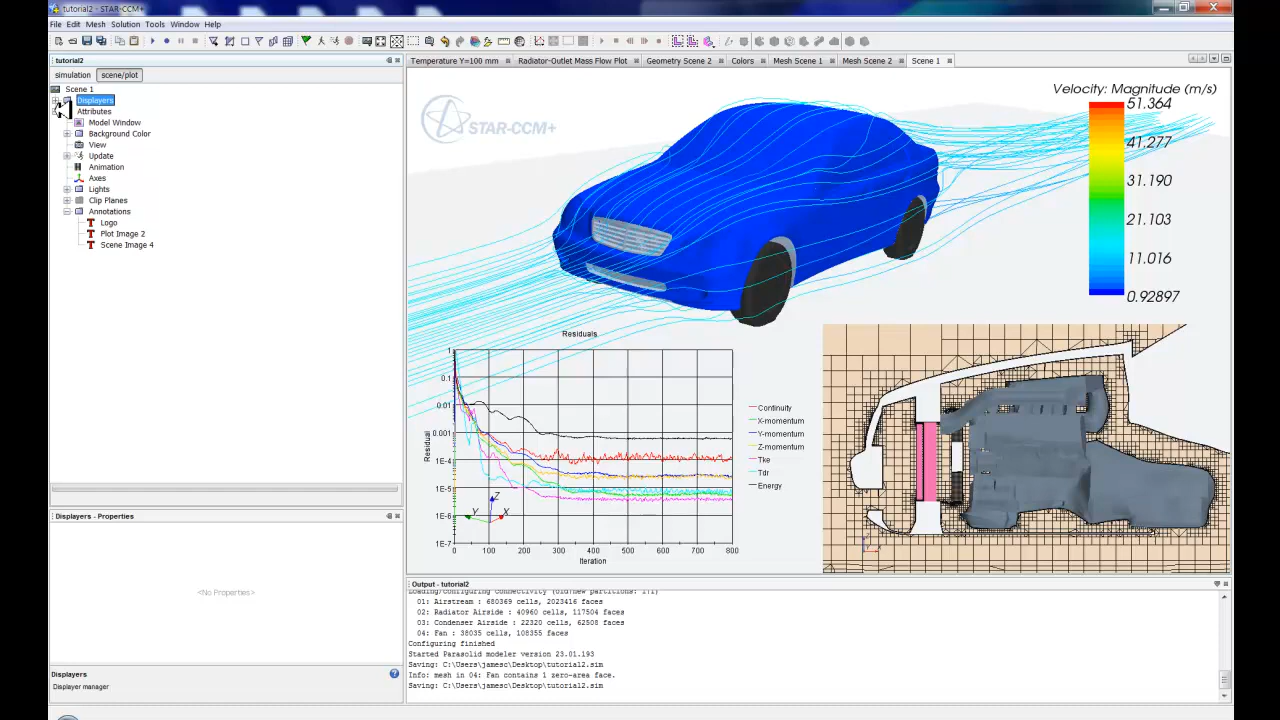 tutorial2 - STAR-CCM+
File Edit Mesh Solution Tools Window Help
tutorial2
simulation scene/plot
Scene 1
Displayers
Attributes
Model Window
Background Color
View
Update
Animation
Axes
Lights
Clip Planes
Annotations
Logo
Plot Image 2
Scene Image 4
Displayers - Properties
<No Properties>
Displayers
Displayer manager
Temperature Y=100 mm Radiator-Outlet Mass Flow Plot Geometry Scene 2 Colors Mesh Scene 1 Mesh Scene 2 Scene 1
STAR-CCM+
Velocity: Magnitude (m/s)
51.364
41.277
31.190
21.103
11.016
0.92897
Residuals
Residual
1
0.1
0.01
0.001
1E-4
1E-5
1E-6
1E-7
0 100 200 300 400 500 600 700 800
Iteration
Z
Y
X
Continuity
X-momentum
Y-momentum
Z-momentum
Tke
Tdr
Energy
Output - tutorial2
Loading/configuring connectivity (old/new partitions: 1:1)
01: Airstream : 680369 cells, 2023416 faces
02: Radiator Airside : 40960 cells, 117504 faces
03: Condenser Airside : 22320 cells, 62508 faces
04: Fan : 38035 cells, 108355 faces
Configuring finished
Started Parasolid modeler version 23.01.193
Saving: C:\Users\jamesc\Desktop\tutorial2.sim
Info: mesh in 04: Fan contains 1 zero-area face.
Saving: C:\Users\jamesc\Desktop\tutorial2.sim